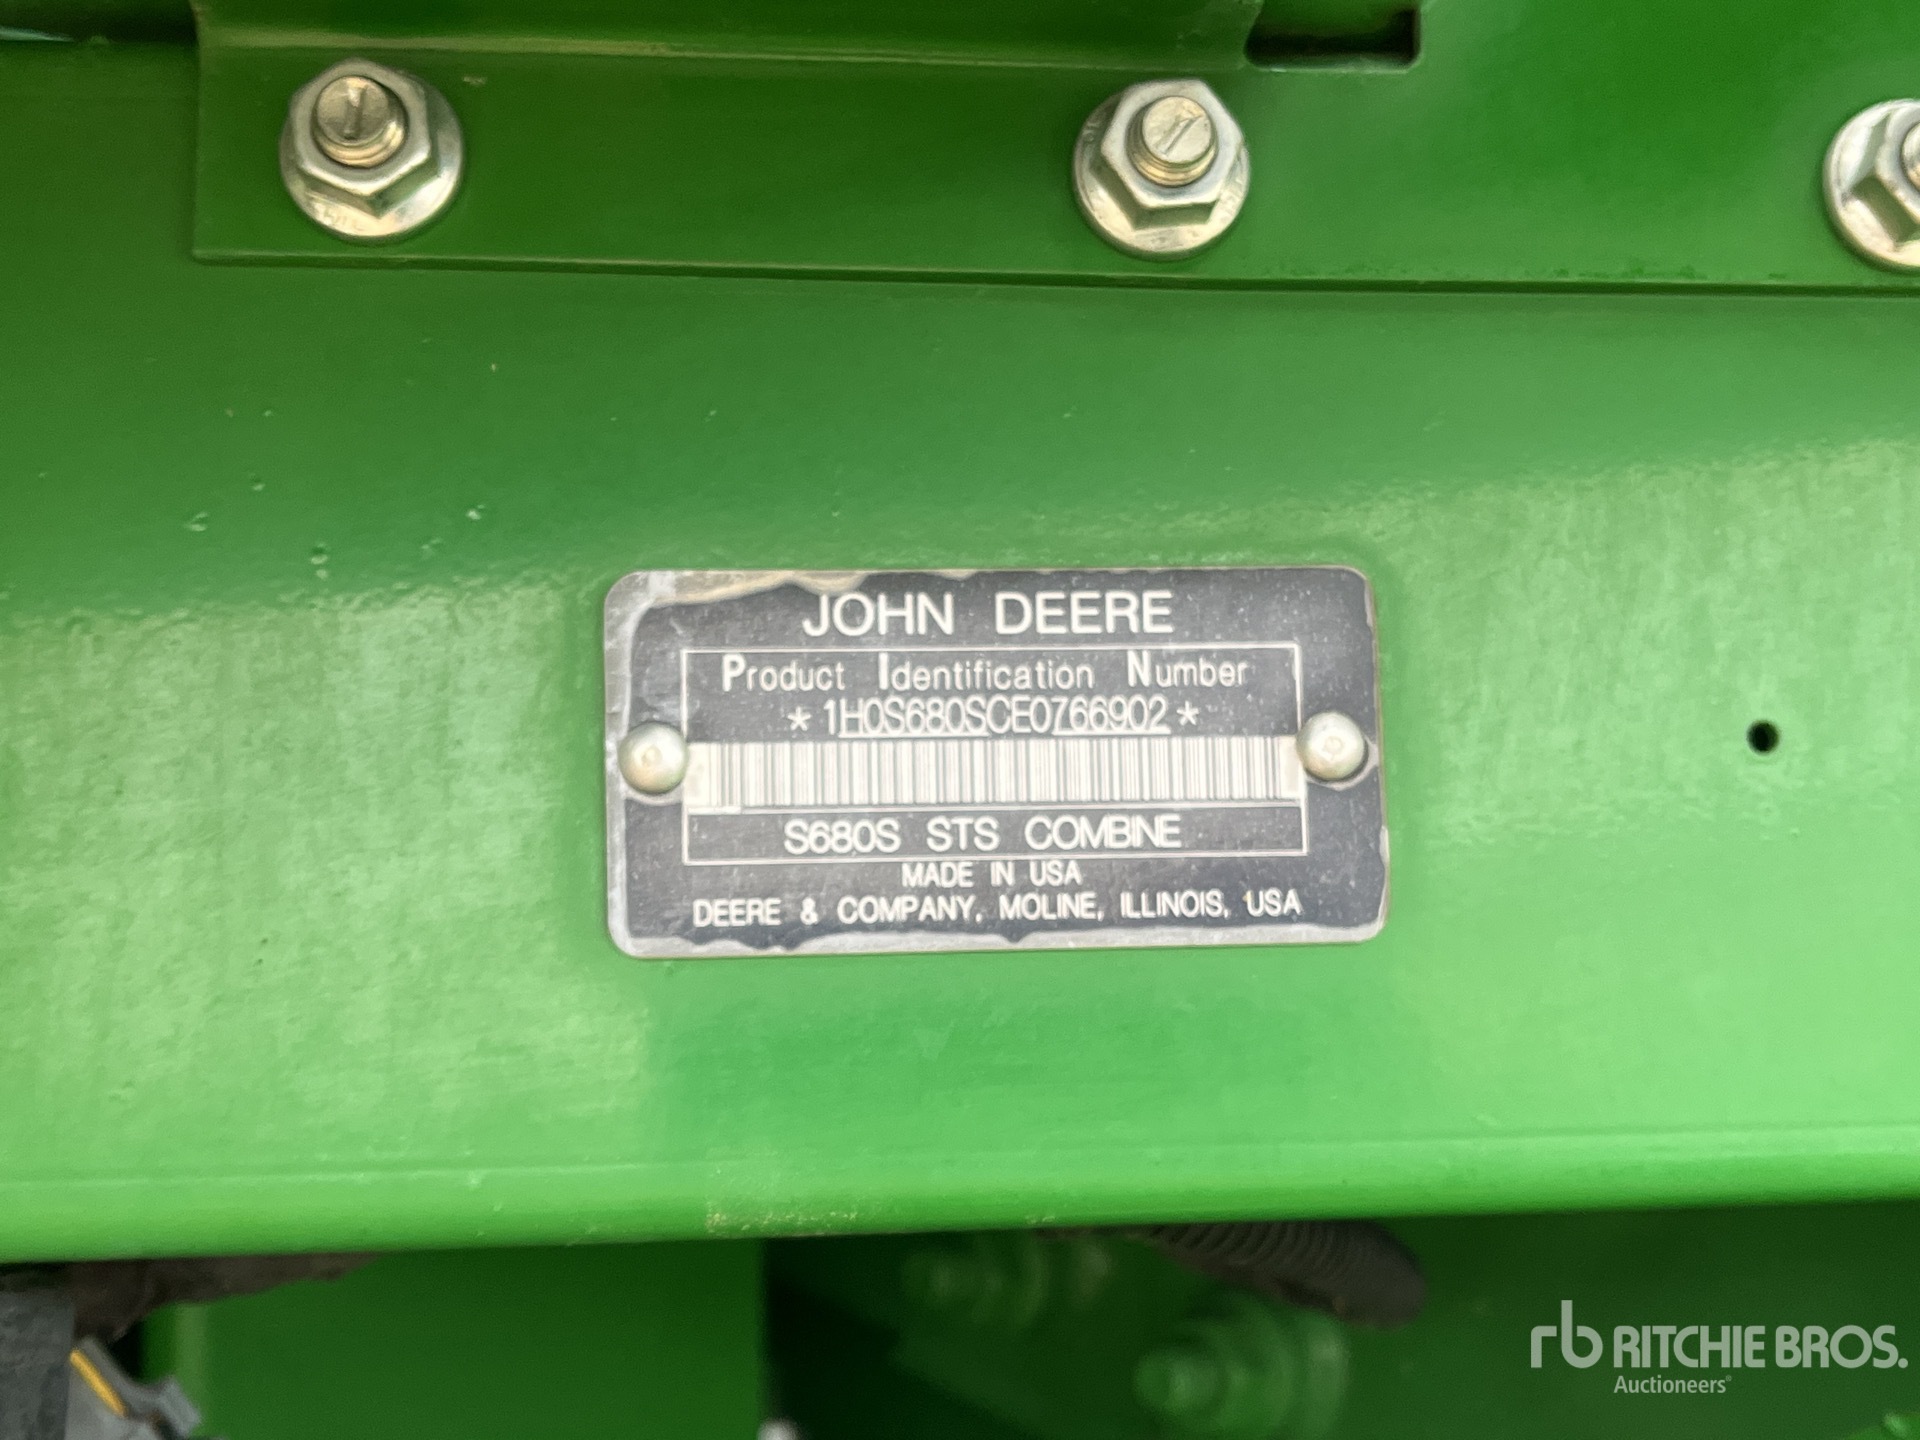 JOHN DEERE
Product Identification Number
*1H0S680SCE0766902*
S680S STS COMBINE
MADE IN USA
DEERE & COMPANY, MOLINE, ILLINOIS, USA
rb RITCHIE BROS.
Auctioneers®